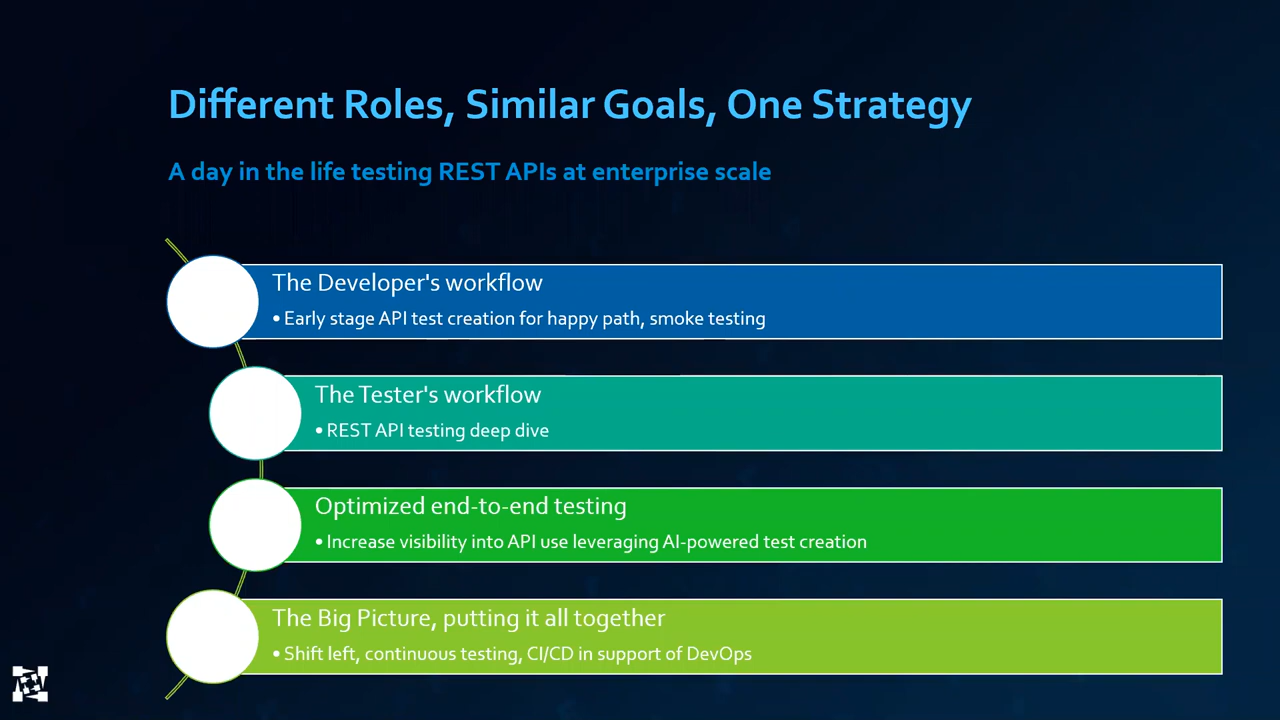 Different Roles, Similar Goals, One Strategy
A day in the life testing REST APIs at enterprise scale
The Developer's workflow
• Early stage API test creation for happy path, smoke testing
The Tester's workflow
• REST API testing deep dive
Optimized end-to-end testing
• Increase visibility into API use leveraging AI-powered test creation
The Big Picture, putting it all together
• Shift left, continuous testing, CI/CD in support of DevOps